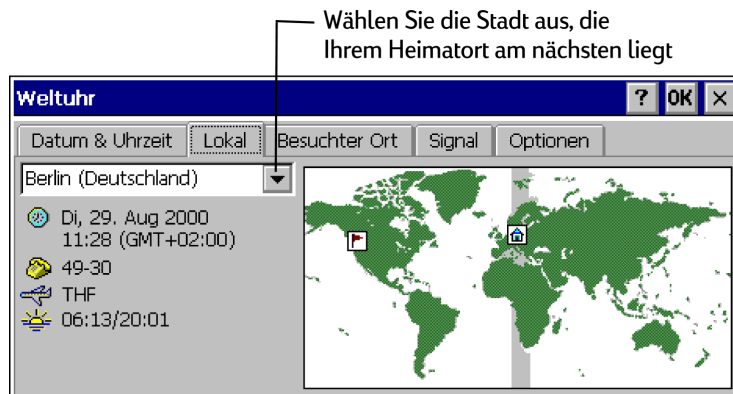 Wählen Sie die Stadt aus, die
Ihrem Heimatort am nächsten liegt
Weltuhr ? OK ×
Datum & Uhrzeit Lokal Besuchter Ort Signal Optionen
Berlin (Deutschland)
Di, 29. Aug 2000
11:28 (GMT+02:00)
49-30
THF
06:13/20:01